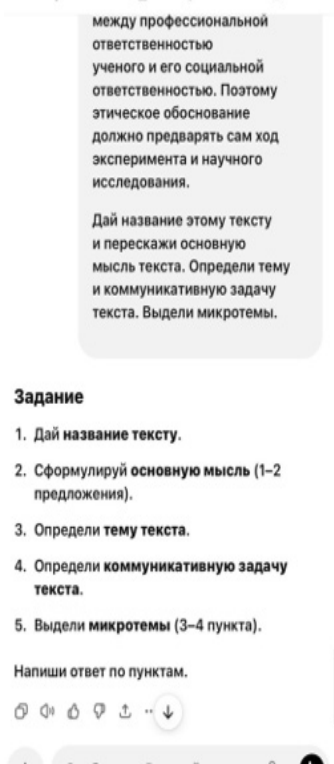 между профессиональной
ответственностью
ученого и его социальной
ответственностью. Поэтому
этическое обоснование
должно предварять сам ход
эксперимента и научного
исследования.
Дай название этому тексту
и перескажи основную
мысль текста. Определи тему
и коммуникативную задачу
текста. Выдели микротемы.
Задание
1. Дай название тексту.
2. Сформулируй основную мысль (1–2
предложения).
3. Определи тему текста.
4. Определи коммуникативную задачу
текста.
5. Выдели микротемы (3–4 пункта).
Напиши ответ по пунктам.